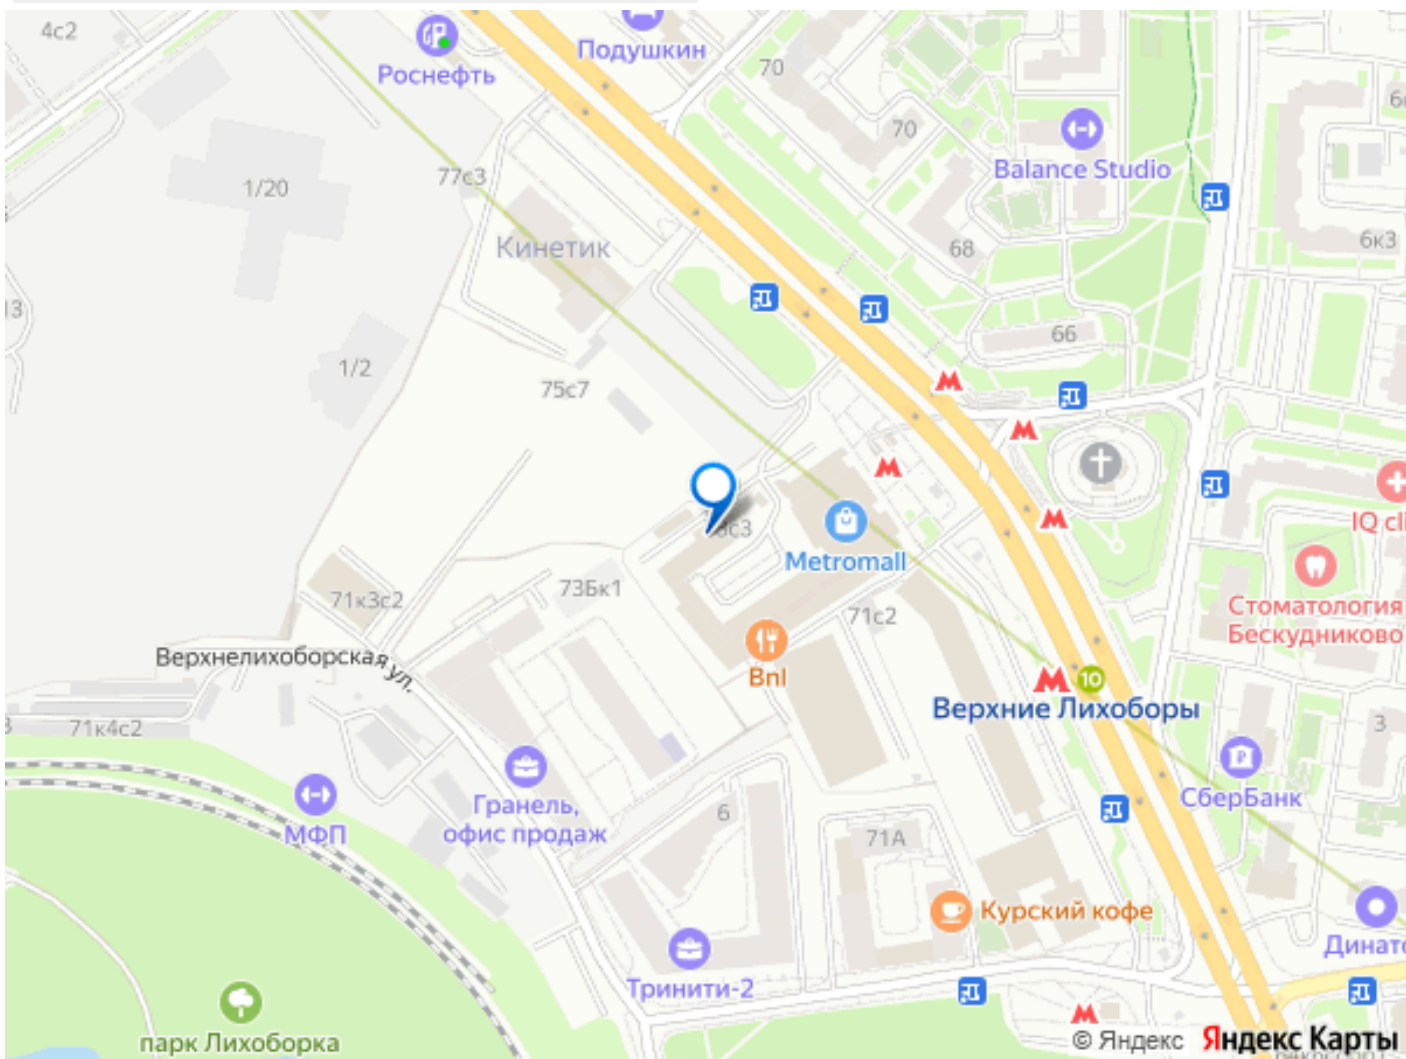 4с2
Роснефть
Подушкин
70
70
Balance Studio
77с3
1/20
Кинетик
68
6к3
66
1/2
75с7
Metromall
IQ cli
71к3с2
73Бк1
71с2
Стоматология
Бескудниково
Верхнелихоборская ул.
Bnl
10
Верхние Лихоборы
71к4с2
3
СберБанк
МФП
Гранель,
офис продаж
6
71А
Курский кофе
Динат
Тринити-2
парк Лихоборка
© Яндекс Яндекс Карты